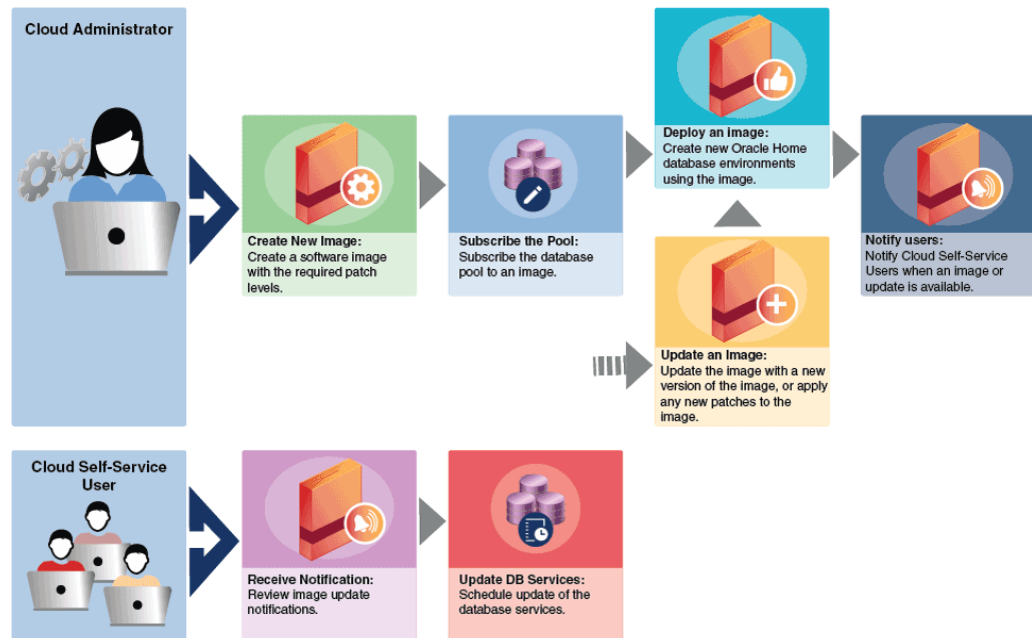 Cloud Administrator
Create New Image:
Create a software image
with the required patch
levels.
Subscribe the Pool:
Subscribe the database
pool to an image.
Deploy an image:
Create new Oracle Home
database environments
using the image.
Update an Image:
Update the image with a new
version of the image, or apply
any new patches to the
image.
Notify users:
Notify Cloud Self-Service
Users when an image or
update is available.
Cloud Self-Service
User
Receive Notification:
Review image update
notifications.
Update DB Services:
Schedule update of the
database services.